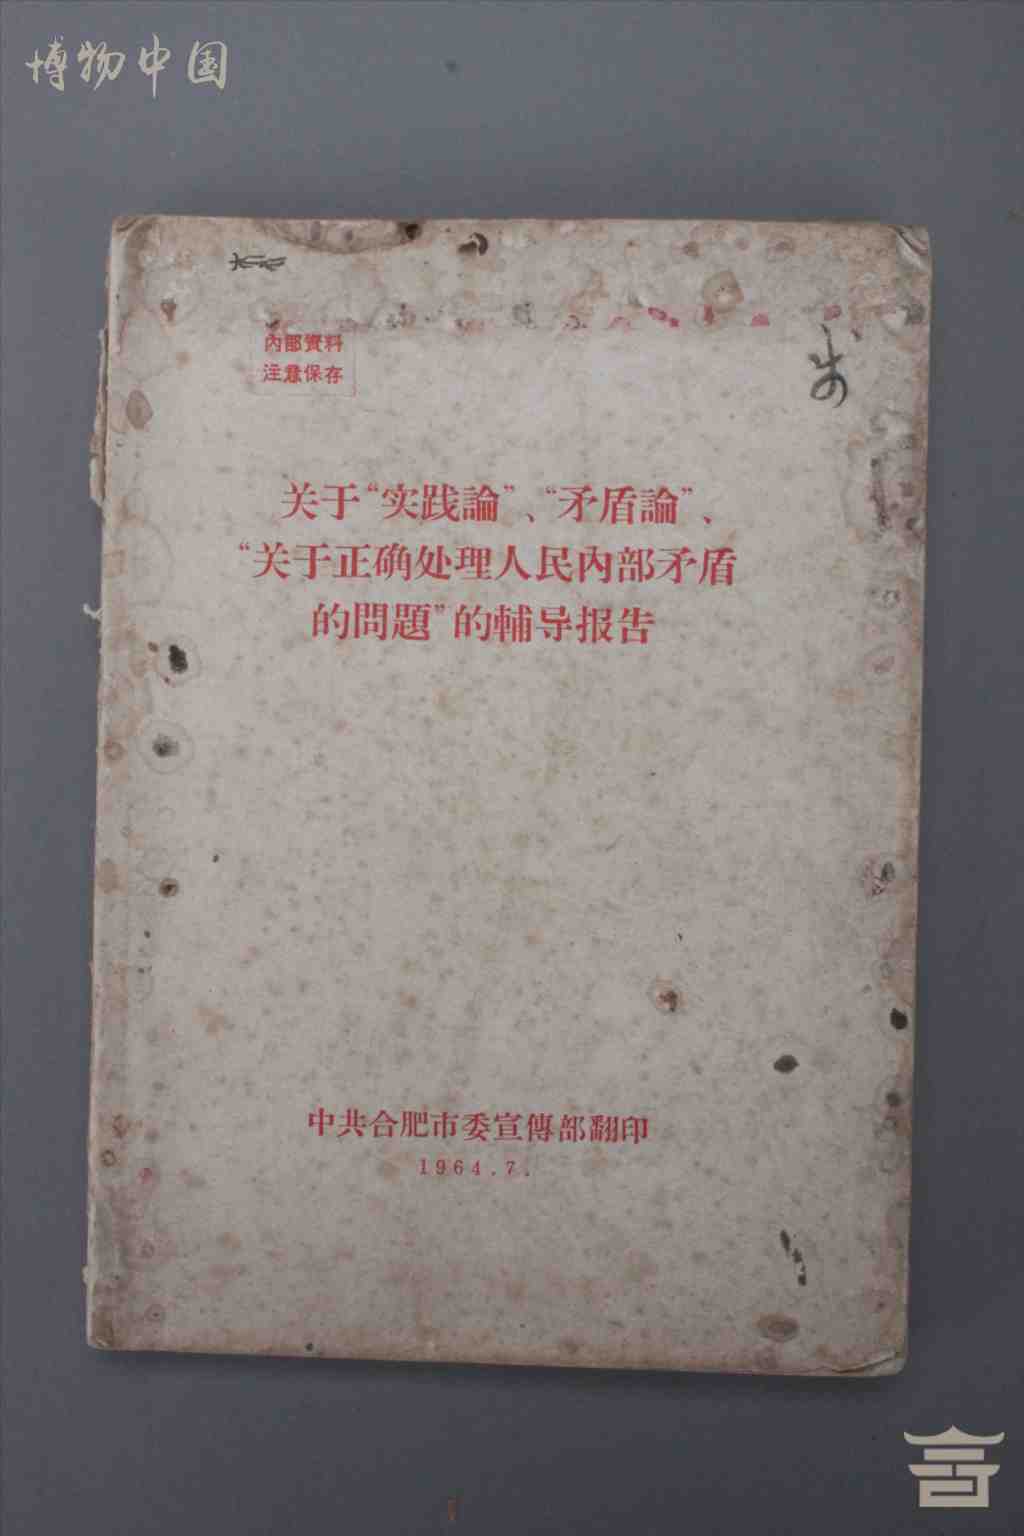 博物中国
內部資料
注意保存
关于“实践論”、“矛盾論”、
“关于正确处理人民內部矛盾
的問題”的輔导报告
中共合肥市委宣傳部翻印
1964.7.